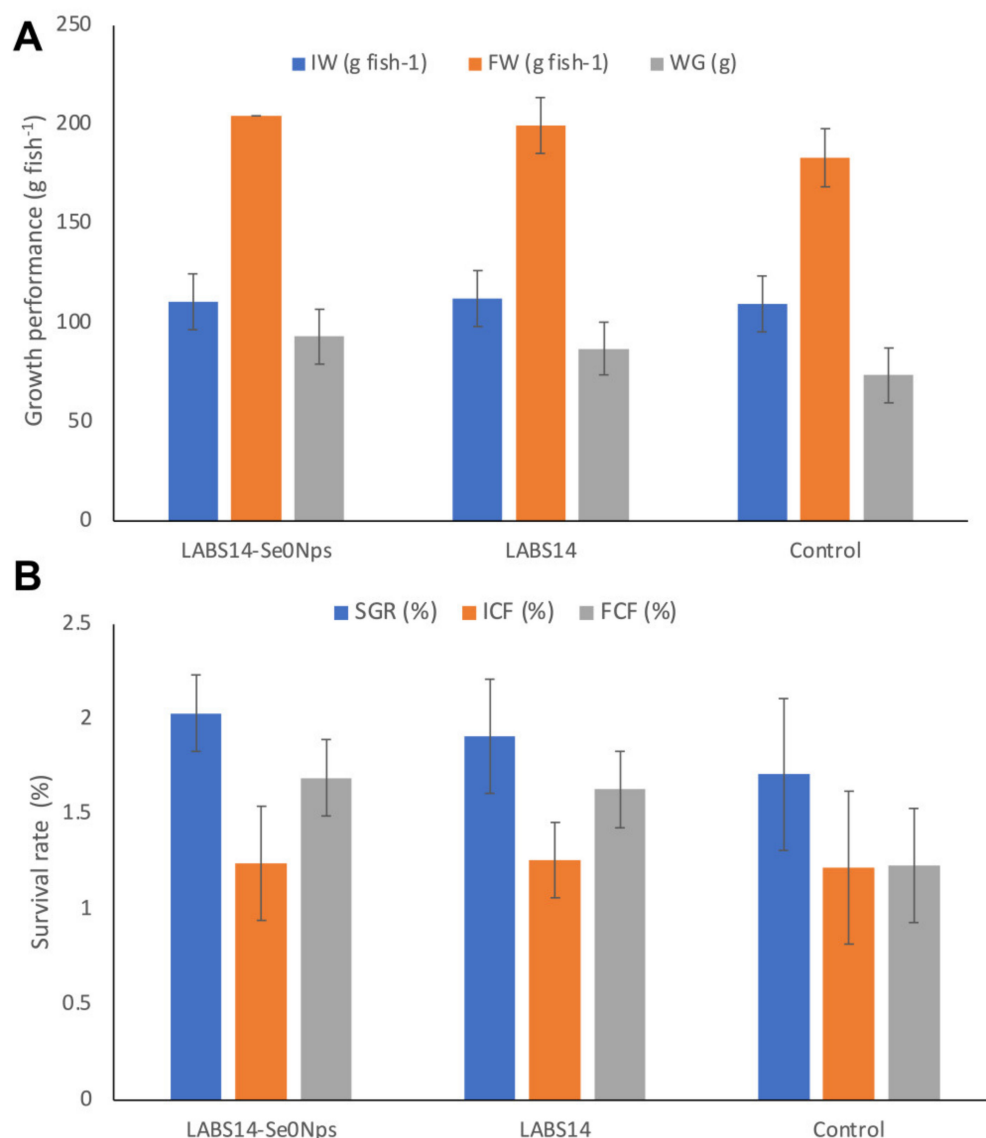 A
250
200
150
100
50
0
Growth performance (g fish-1)
IW (g fish-1) FW (g fish-1) WG (g)
LABS14-Se0Nps LABS14 Control
B
SGR (%) ICF (%) FCF (%)
2.5
2
1.5
1
0.5
0
Survival rate (%)
LABS14-Se0Nps LABS14 Control